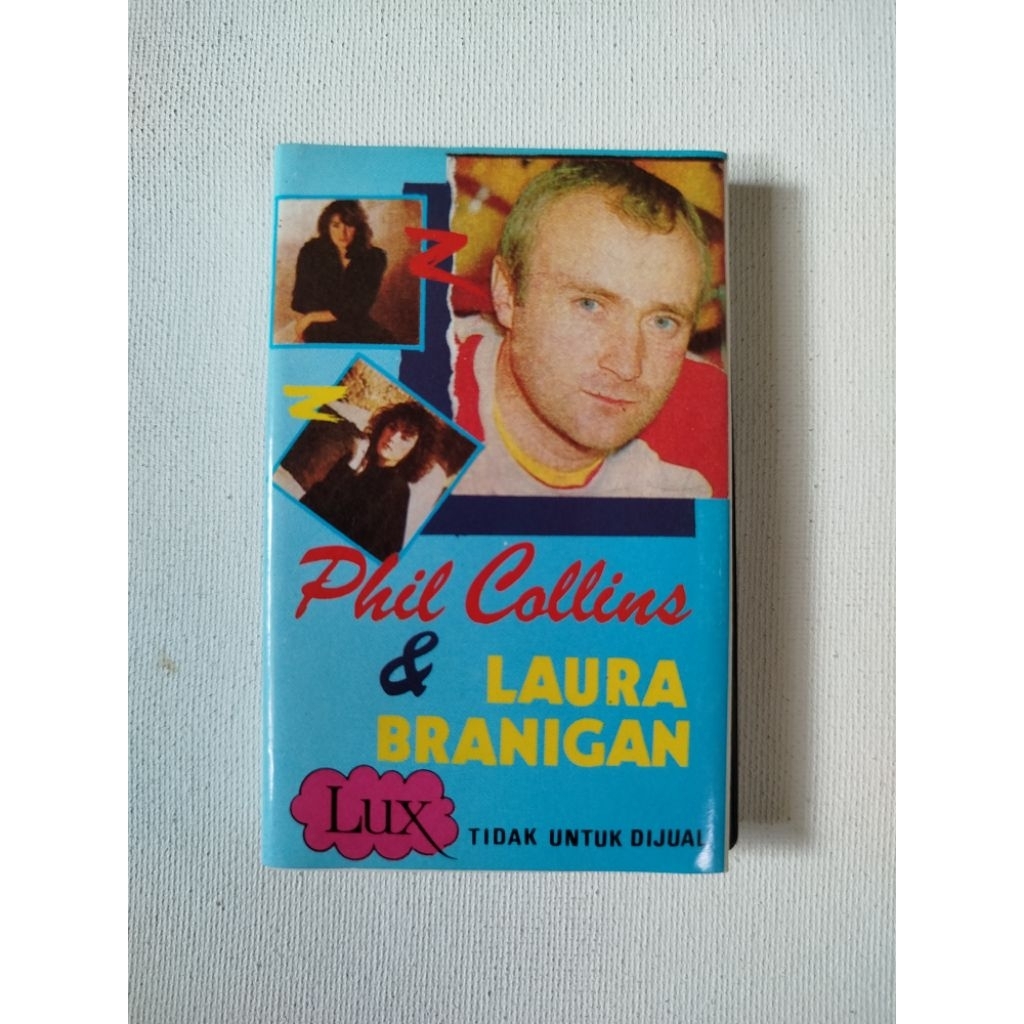 Phil Collins
& LAURA
BRANIGAN
Lux
TIDAK UNTUK DIJUAL